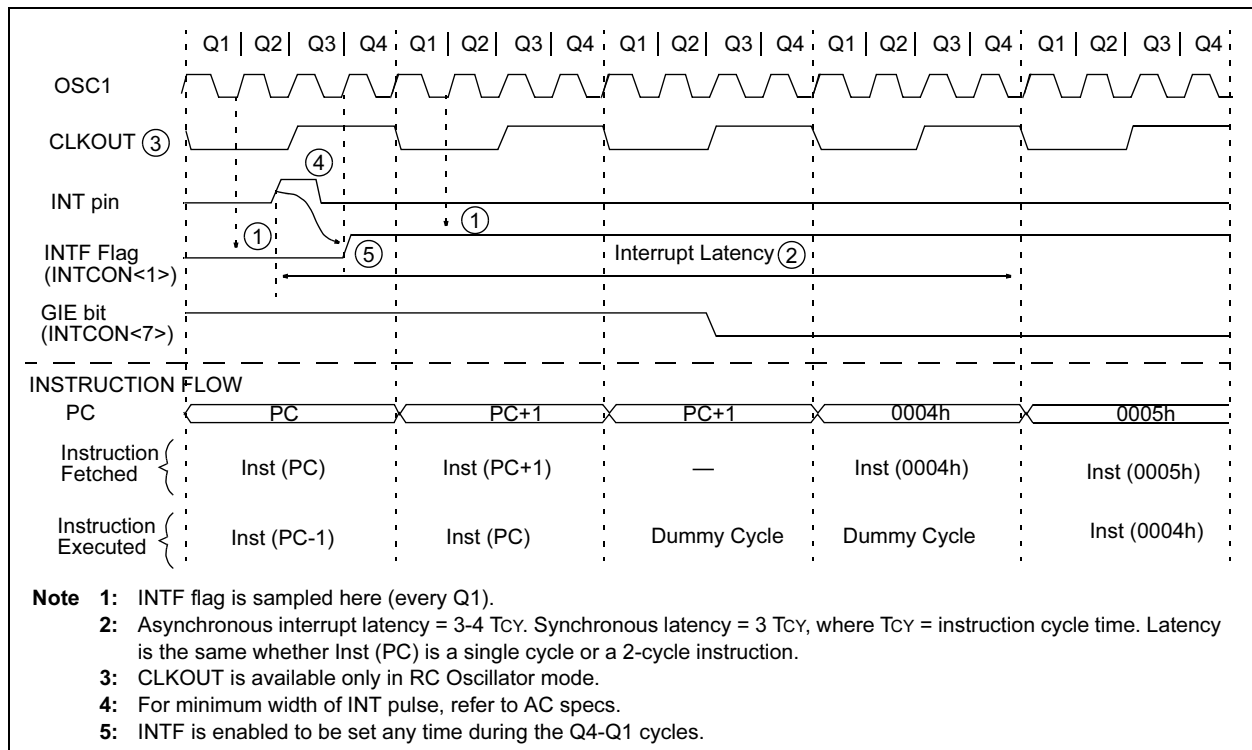 Q1 | Q2 | Q3 | Q4 Q1 | Q2 | Q3 | Q4 Q1 | Q2 | Q3 | Q4 Q1 | Q2 | Q3 | Q4 Q1 | Q2 | Q3 | Q4
OSC1
CLKOUT 3
4
INT pin
1 1
INTF Flag
(INTCON<1>)
5 Interrupt Latency 2
GIE bit
(INTCON<7>)
INSTRUCTION FLOW
PC PC PC+1 PC+1 0004h 0005h
Instruction
Fetched
Inst (PC) Inst (PC+1) — Inst (0004h) Inst (0005h)
Instruction
Executed
Inst (PC-1) Inst (PC) Dummy Cycle Dummy Cycle Inst (0004h)
Note 1: INTF flag is sampled here (every Q1).
2: Asynchronous interrupt latency = 3-4 TCY. Synchronous latency = 3 TCY, where TCY = instruction cycle time. Latency
is the same whether Inst (PC) is a single cycle or a 2-cycle instruction.
3: CLKOUT is available only in RC Oscillator mode.
4: For minimum width of INT pulse, refer to AC specs.
5: INTF is enabled to be set any time during the Q4-Q1 cycles.